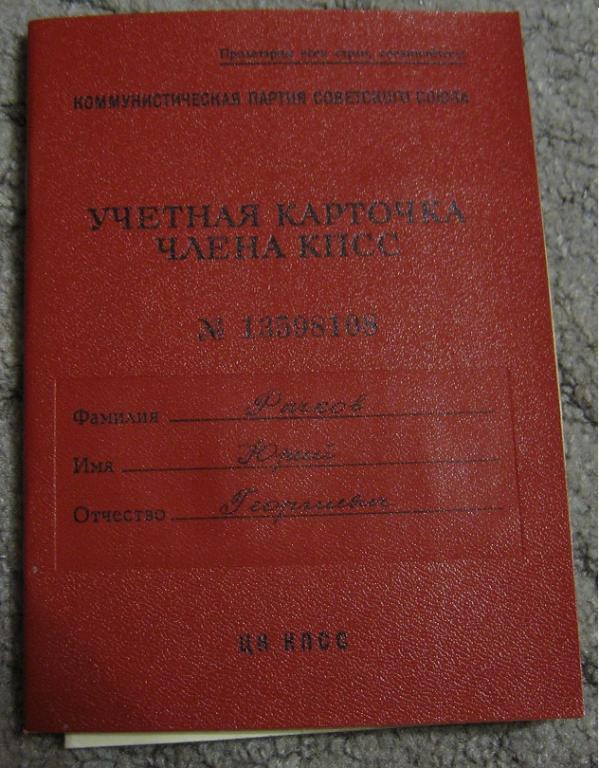 Пролетарии всех стран, соединяйтесь!
КОММУНИСТИЧЕСКАЯ ПАРТИЯ СОВЕТСКОГО СОЮЗА
УЧЕТНАЯ КАРТОЧКА
ЧЛЕНА КПСС
№ 13598108
Фамилия Рачков
Имя Юрий
Отчество Георгиевич
ЦК КПСС